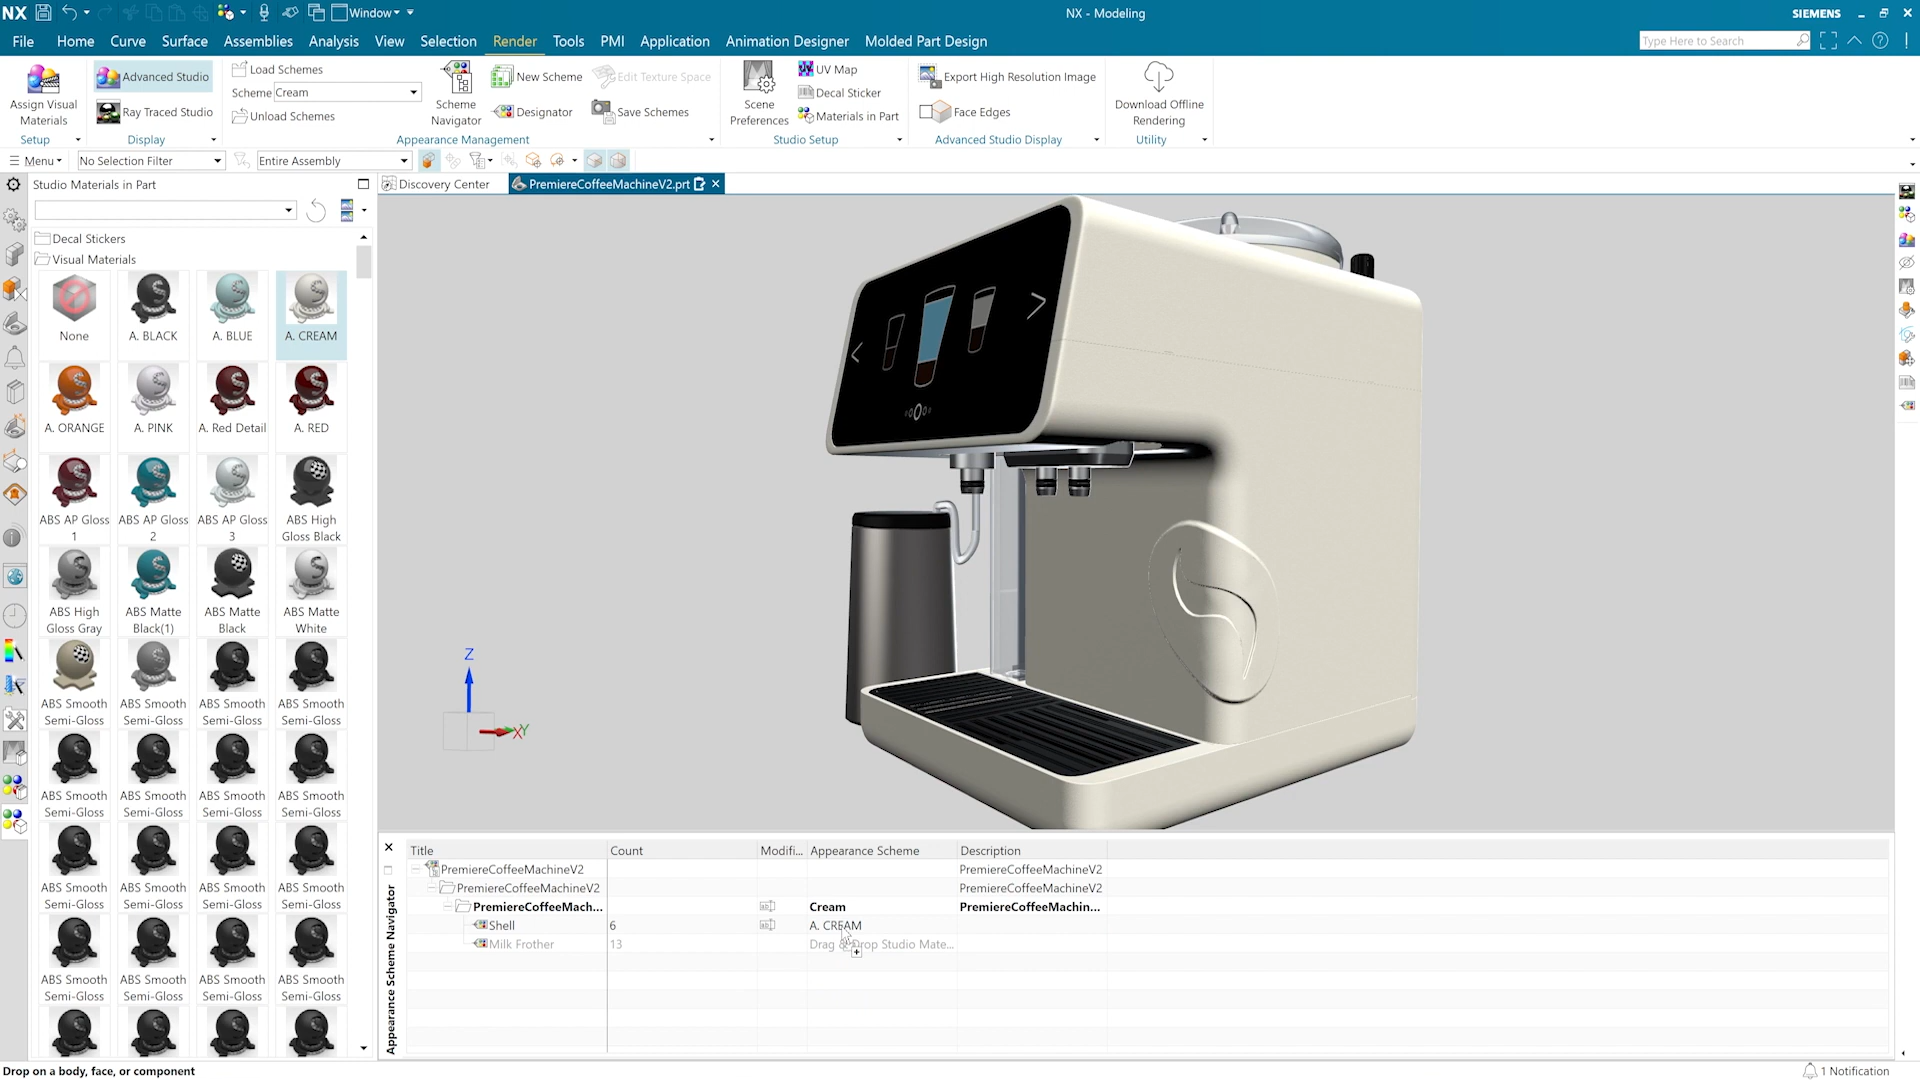 NX
Window
NX - Modeling
SIEMENS
File Home Curve Surface Assemblies Analysis View Selection Render Tools PMI Application Animation Designer Molded Part Design
Type Here to Search
Assign Visual Materials
Setup
Advanced Studio
Ray Traced Studio
Display
Load Schemes
Scheme Cream
Unload Schemes
Scheme Navigator
New Scheme
Designator
Edit Texture Space
Save Schemes
Appearance Management
Scene Preferences
UV Map
Decal Sticker
Materials in Part
Studio Setup
Export High Resolution Image
Face Edges
Advanced Studio Display
Download Offline Rendering
Utility
Menu No Selection Filter Entire Assembly
Studio Materials in Part
Discovery Center PremiereCoffeeMachineV2.prt
Decal Stickers
Visual Materials
None A. BLACK A. BLUE A. CREAM
A. ORANGE A. PINK A. Red Detail A. RED
ABS AP Gloss ABS AP Gloss ABS AP Gloss ABS High
1 2 3 Gloss Black
ABS High ABS Matte ABS Matte ABS Matte
Gloss Gray Black(1) Black White
ABS Smooth ABS Smooth ABS Smooth ABS Smooth
Semi-Gloss Semi-Gloss Semi-Gloss Semi-Gloss
ABS Smooth ABS Smooth ABS Smooth ABS Smooth
Semi-Gloss Semi-Gloss Semi-Gloss Semi-Gloss
ABS Smooth ABS Smooth ABS Smooth ABS Smooth
Semi-Gloss Semi-Gloss Semi-Gloss Semi-Gloss
ABS Smooth ABS Smooth ABS Smooth ABS Smooth
Semi-Gloss Semi-Gloss Semi-Gloss Semi-Gloss
Z
X Y
Appearance Scheme Navigator
Title Count Modifi... Appearance Scheme Description
PremiereCoffeeMachineV2 PremiereCoffeeMachineV2
PremiereCoffeeMachineV2 PremiereCoffeeMachineV2
PremiereCoffeeMach... Cream PremiereCoffeeMachin...
Shell 6 A. CREAM
Milk Frother 13 Drag & Drop Studio Mate...
Drop on a body, face, or component
1 Notification